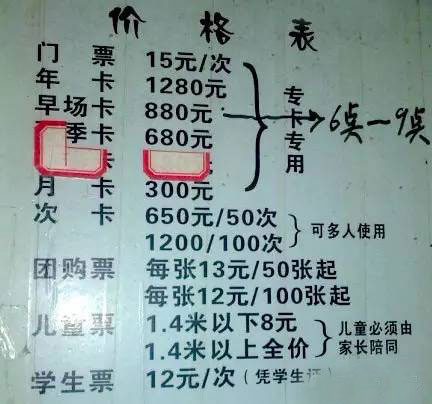 价格表
门票 15元/次
年卡 1280元
早场卡 880元 6点—9点
季卡 680元
卡
月卡 300元
专卡专用
次卡 650元/50次
1200/100次
可多人使用
团购票 每张13元/50张起
每张12元/100张起
儿童票 1.4米以下8元
1.4米以上全价
儿童必须由
家长陪同
学生票 12元/次(凭学生证